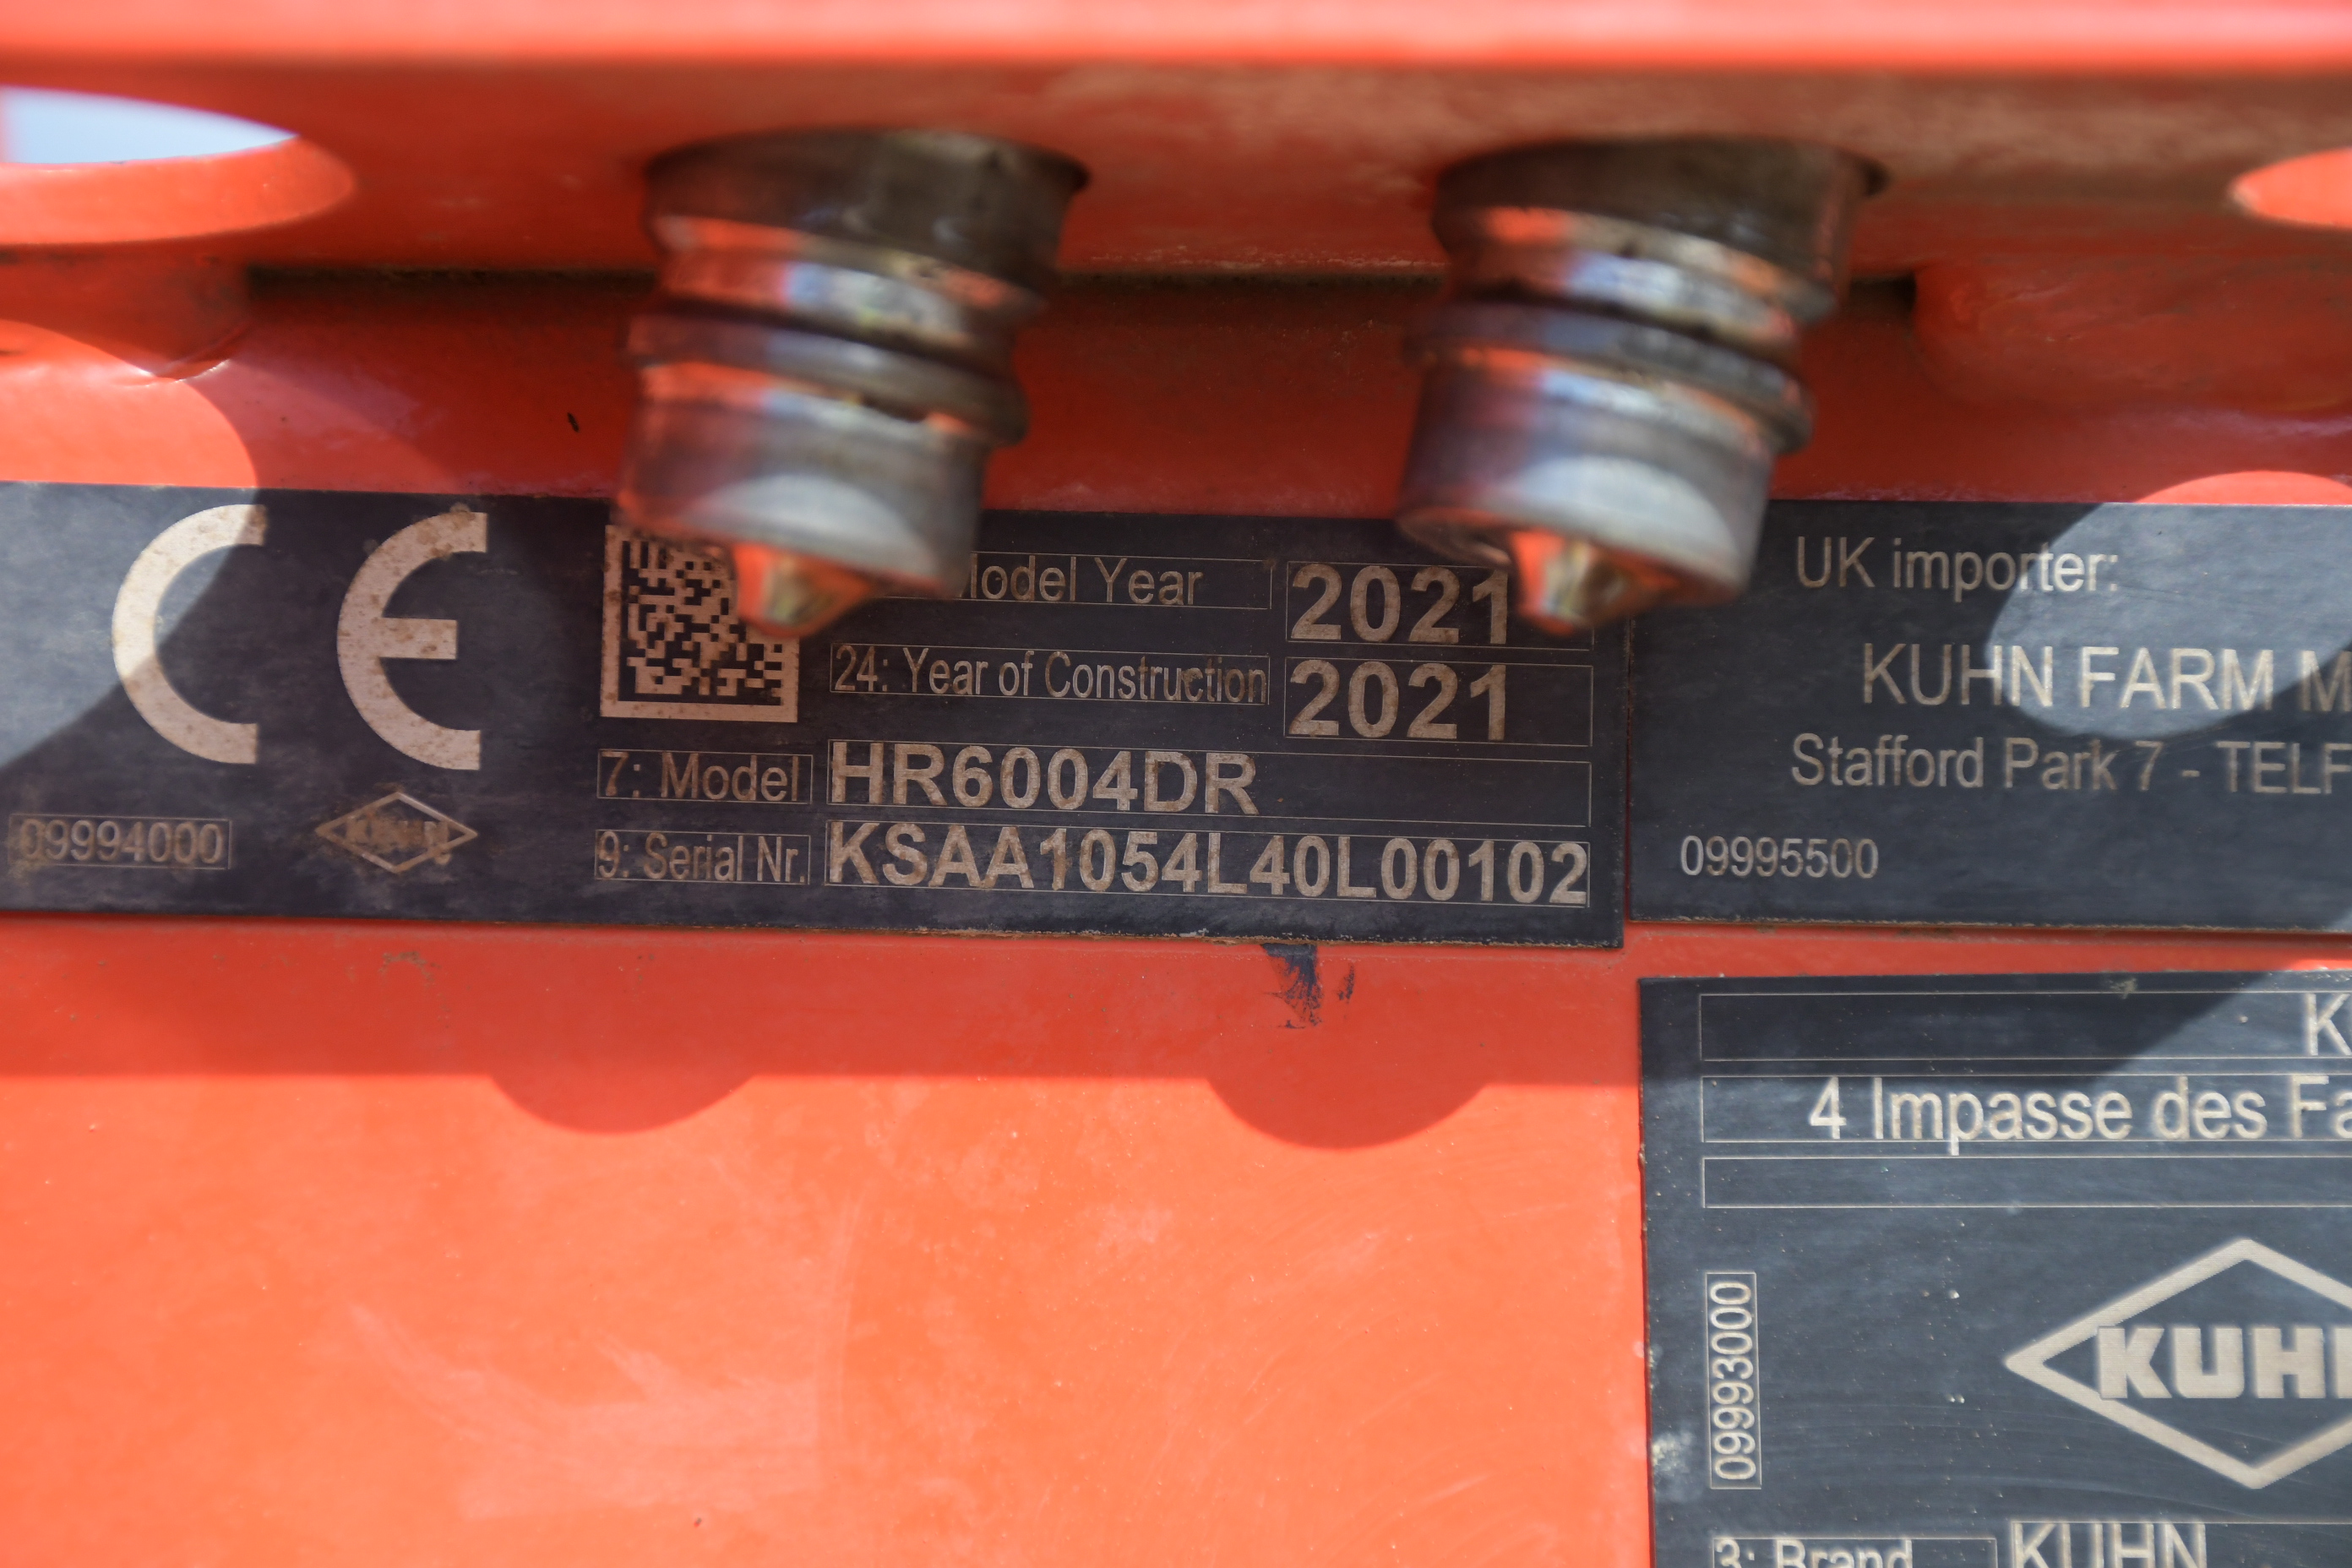 CE
Model Year 2021
24: Year of Construction 2021
7: Model HR6004DR
9: Serial Nr. KSAA1054L40L00102
09994000
KUHN
UK importer:
KUHN FARM M
Stafford Park 7 - TELF
09995500
K
4 Impasse des Fa
09993000
KUHN
3: Brand KUHN